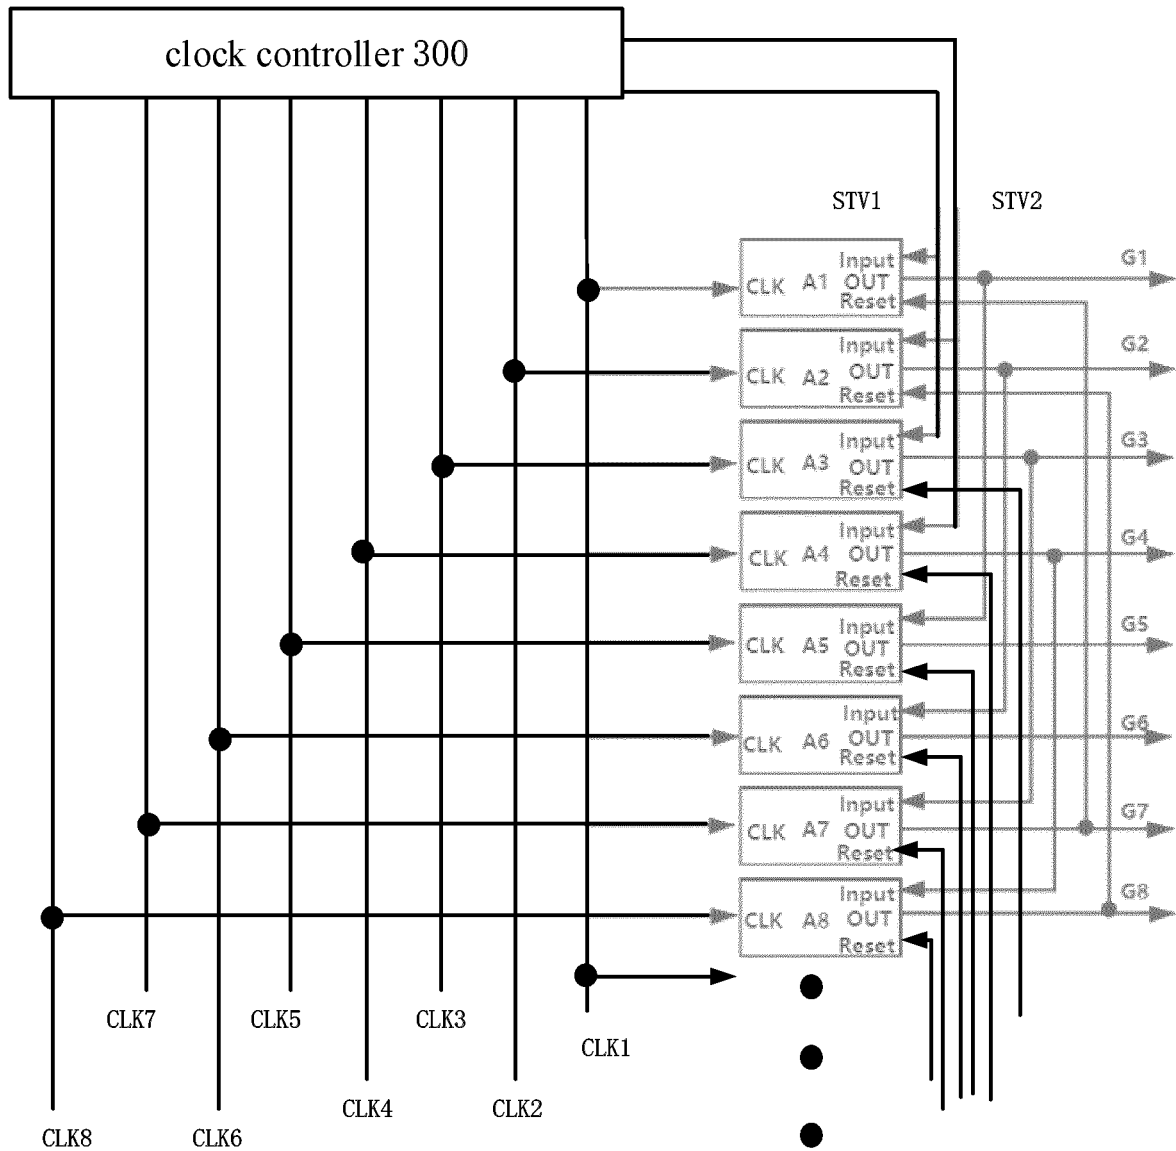 clock controller 300
STV1 STV2
Input
CLK A1 OUT G1
Reset
Input G2
CLK A2 OUT
Reset
Input G3
CLK A3 OUT
Reset
Input G4
CLK A4 OUT
Reset
Input G5
CLK A5 OUT
Reset
Input G6
CLK A6 OUT
Reset
Input G7
CLK A7 OUT
Reset
Input G8
CLK A8 OUT
Reset
CLK7 CLK5 CLK3
CLK1
CLK4 CLK2
CLK8 CLK6